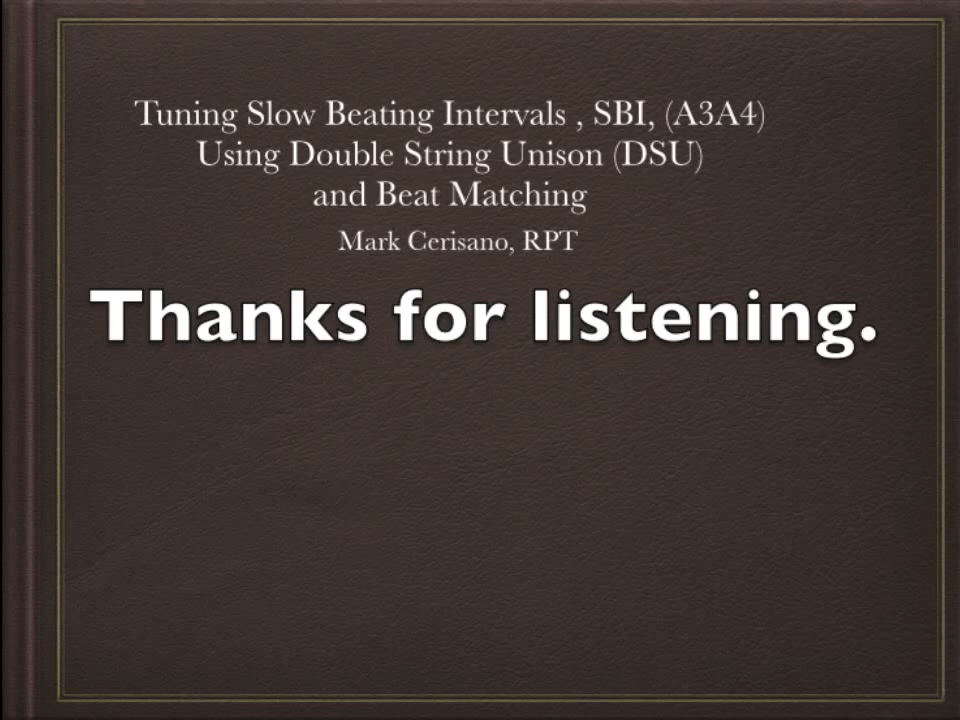 Tuning Slow Beating Intervals , SBI, (A3A4)
Using Double String Unison (DSU)
and Beat Matching
Mark Cerisano, RPT
Thanks for listening.